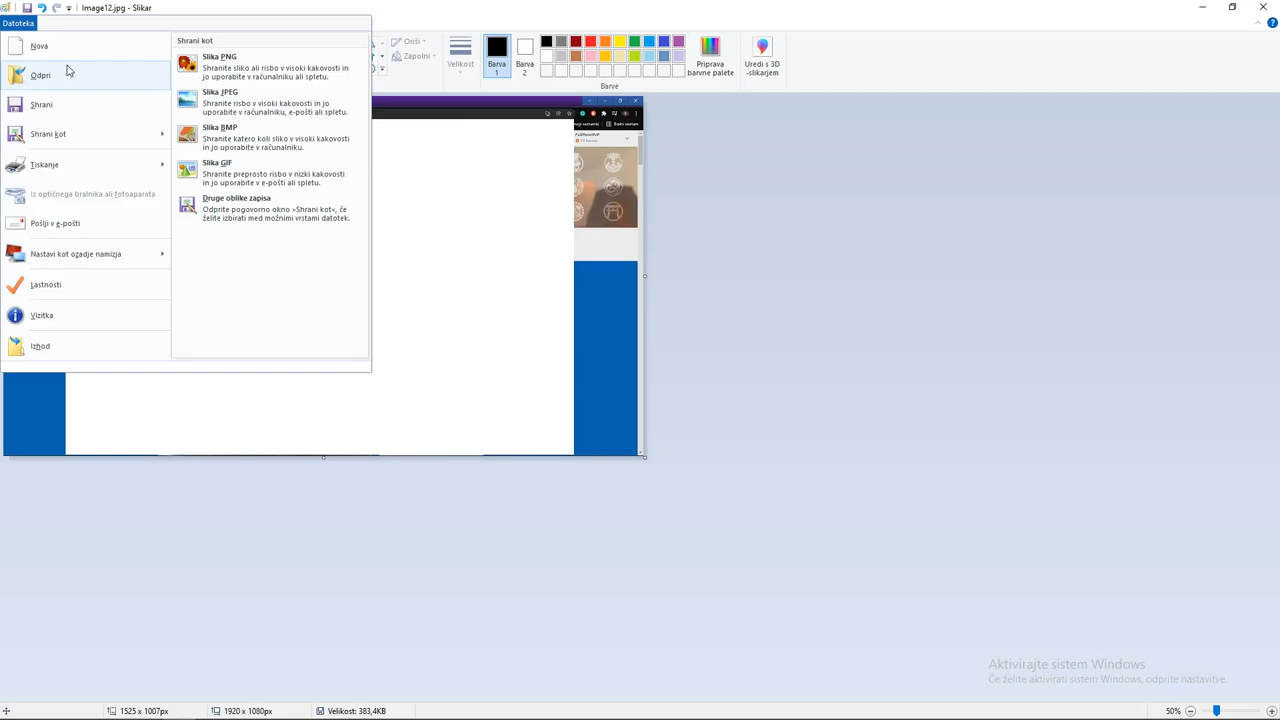 Image12.jpg - Slikar
Datoteka
Nova
Odpri
Shrani
Shrani kot
Tiskanje
Iz optičnega bralnika ali fotoaparata
Pošlji v e-pošti
Nastavi kot ozadje namizja
Lastnosti
Vizitka
Izhod
Shrani kot
Slika PNG
Shranite sliko ali risbo v visoki kakovosti in
jo uporabite v računalniku ali spletu.
Slika JPEG
Shranite risbo v visoki kakovosti in jo
uporabite v računalniku, e-pošti ali spletu.
Slika BMP
Shranite katero koli sliko v visoki kakovosti
in jo uporabite v računalniku.
Slika GIF
Shranite preprosto risbo v nizki kakovosti
in jo uporabite v e-pošti ali spletu.
Druge oblike zapisa
Odprite pogovorno okno »Shrani kot«, če
želite izbirati med možnimi vrstami datotek.
Oriši
Zapolni
Velikost
Barva
1
Barva
2
Priprava
barvne palete
Uredi s 3D
-slikarjem
Barve
Bralni seznam
Aktivirajte sistem Windows
Če želite aktivirati sistem Windows, odprite nastavitve.
1525 x 1007px
1920 x 1080px
Velikost: 383,4KB
50%